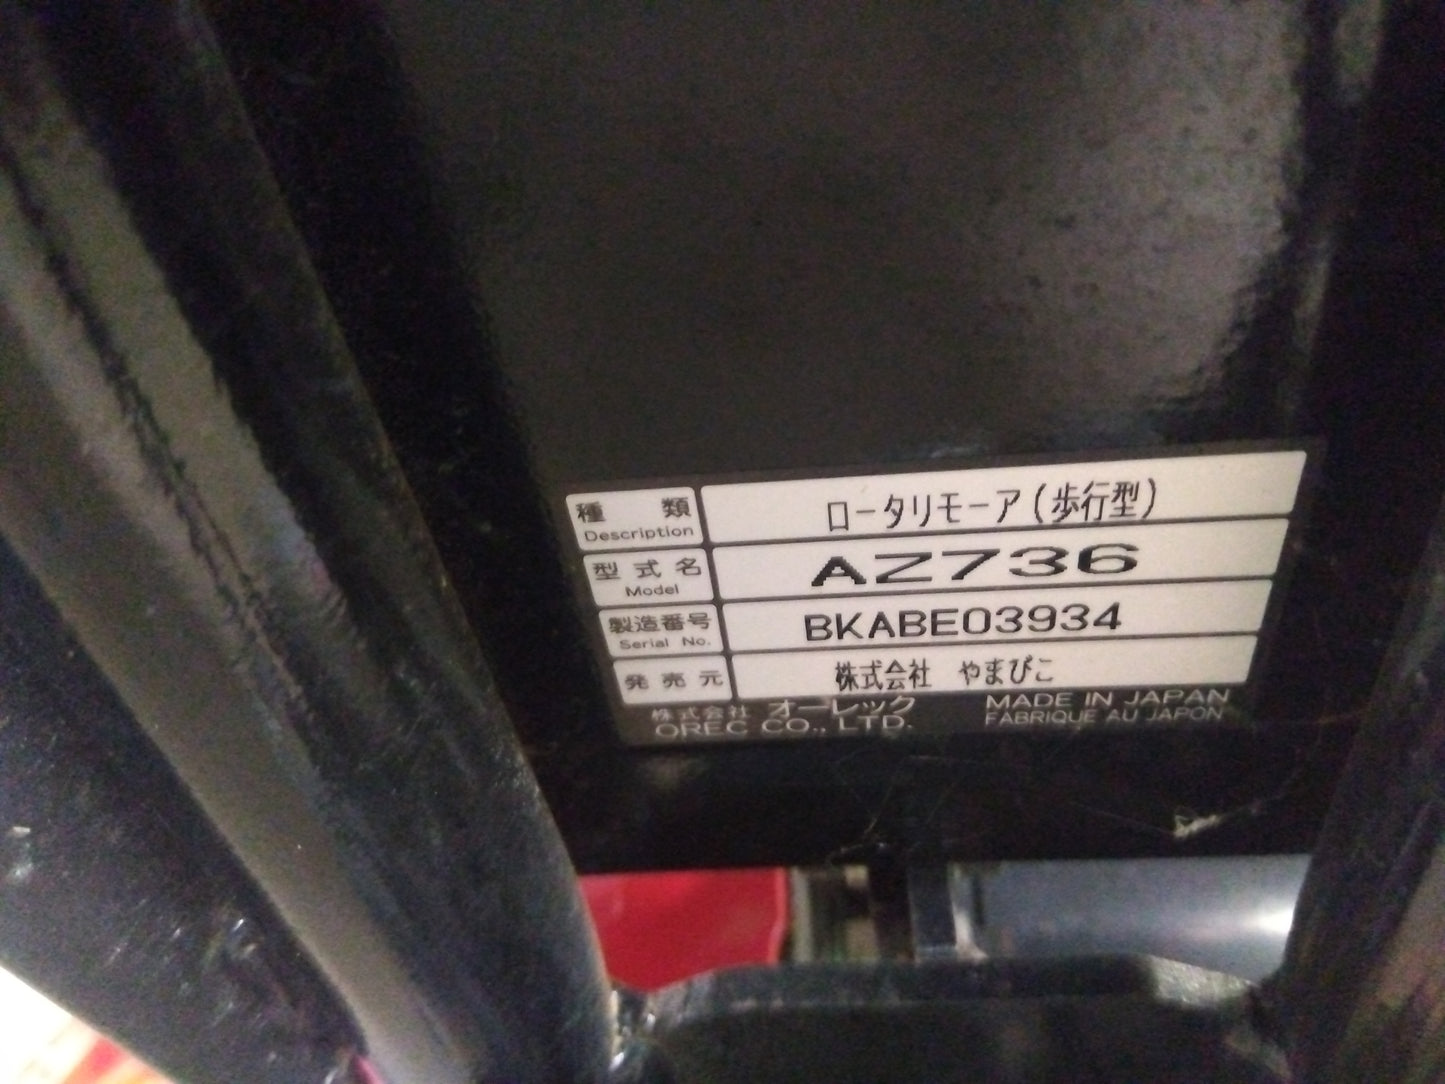 種 類 ロータリモーア(歩行型)
Description
型式名 AZ736
Model
製造番号 BKABE03934
Serial No.
発売元 株式会社 やまびこ
株式会社 オーレック MADE IN JAPAN
OREC CO., LTD. FABRIQUÉ AU JAPON